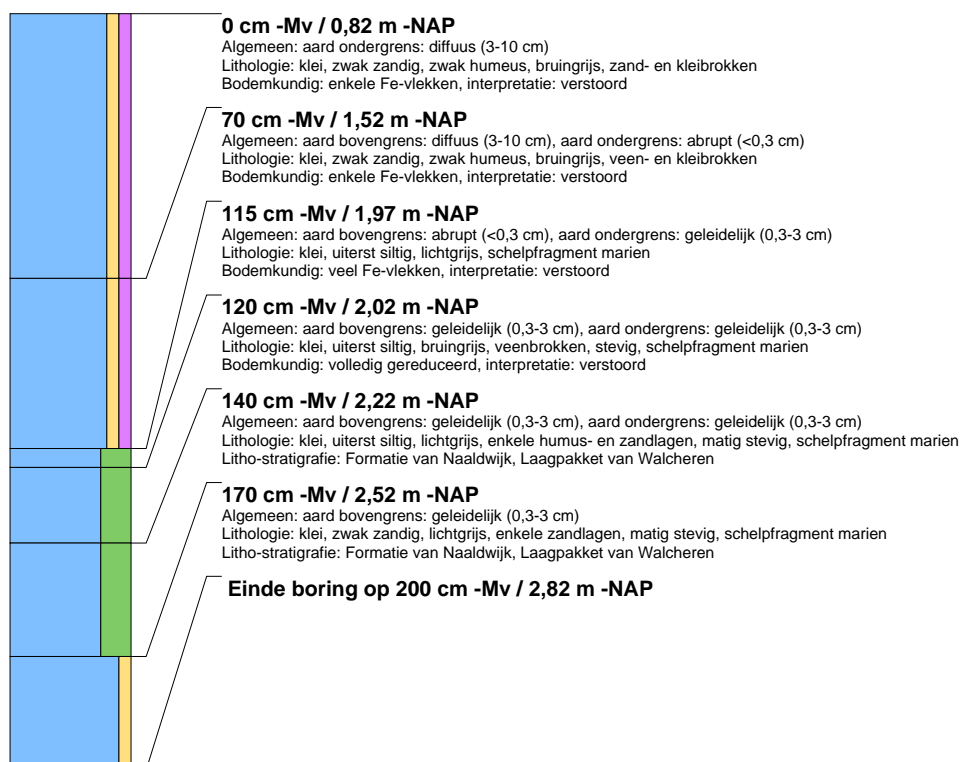 0 cm -Mv / 0,82 m -NAP
Algemeen: aard ondergrens: diffuus (3-10 cm)
Lithologie: klei, zwak zandig, zwak humeus, bruingrijs, zand- en kleibrokken
Bodemkundig: enkele Fe-vlekken, interpretatie: verstoord
70 cm -Mv / 1,52 m -NAP
Algemeen: aard bovengrens: diffuus (3-10 cm), aard ondergrens: abrupt (<0,3 cm)
Lithologie: klei, zwak zandig, zwak humeus, bruingrijs, veen- en kleibrokken
Bodemkundig: enkele Fe-vlekken, interpretatie: verstoord
115 cm -Mv / 1,97 m -NAP
Algemeen: aard bovengrens: abrupt (<0,3 cm), aard ondergrens: geleidelijk (0,3-3 cm)
Lithologie: klei, uiterst siltig, lichtgrijs, schelpfragment marien
Bodemkundig: veel Fe-vlekken, interpretatie: verstoord
120 cm -Mv / 2,02 m -NAP
Algemeen: aard bovengrens: geleidelijk (0,3-3 cm), aard ondergrens: geleidelijk (0,3-3 cm)
Lithologie: klei, uiterst siltig, bruingrijs, veenbrokken, stevig, schelpfragment marien
Bodemkundig: volledig gereduceerd, interpretatie: verstoord
140 cm -Mv / 2,22 m -NAP
Algemeen: aard bovengrens: geleidelijk (0,3-3 cm), aard ondergrens: geleidelijk (0,3-3 cm)
Lithologie: klei, uiterst siltig, lichtgrijs, enkele humus- en zandlagen, matig stevig, schelpfragment marien
Litho-stratigrafie: Formatie van Naaldwijk, Laagpakket van Walcheren
170 cm -Mv / 2,52 m -NAP
Algemeen: aard bovengrens: geleidelijk (0,3-3 cm)
Lithologie: klei, zwak zandig, lichtgrijs, enkele zandlagen, matig stevig, schelpfragment marien
Litho-stratigrafie: Formatie van Naaldwijk, Laagpakket van Walcheren
Einde boring op 200 cm -Mv / 2,82 m -NAP